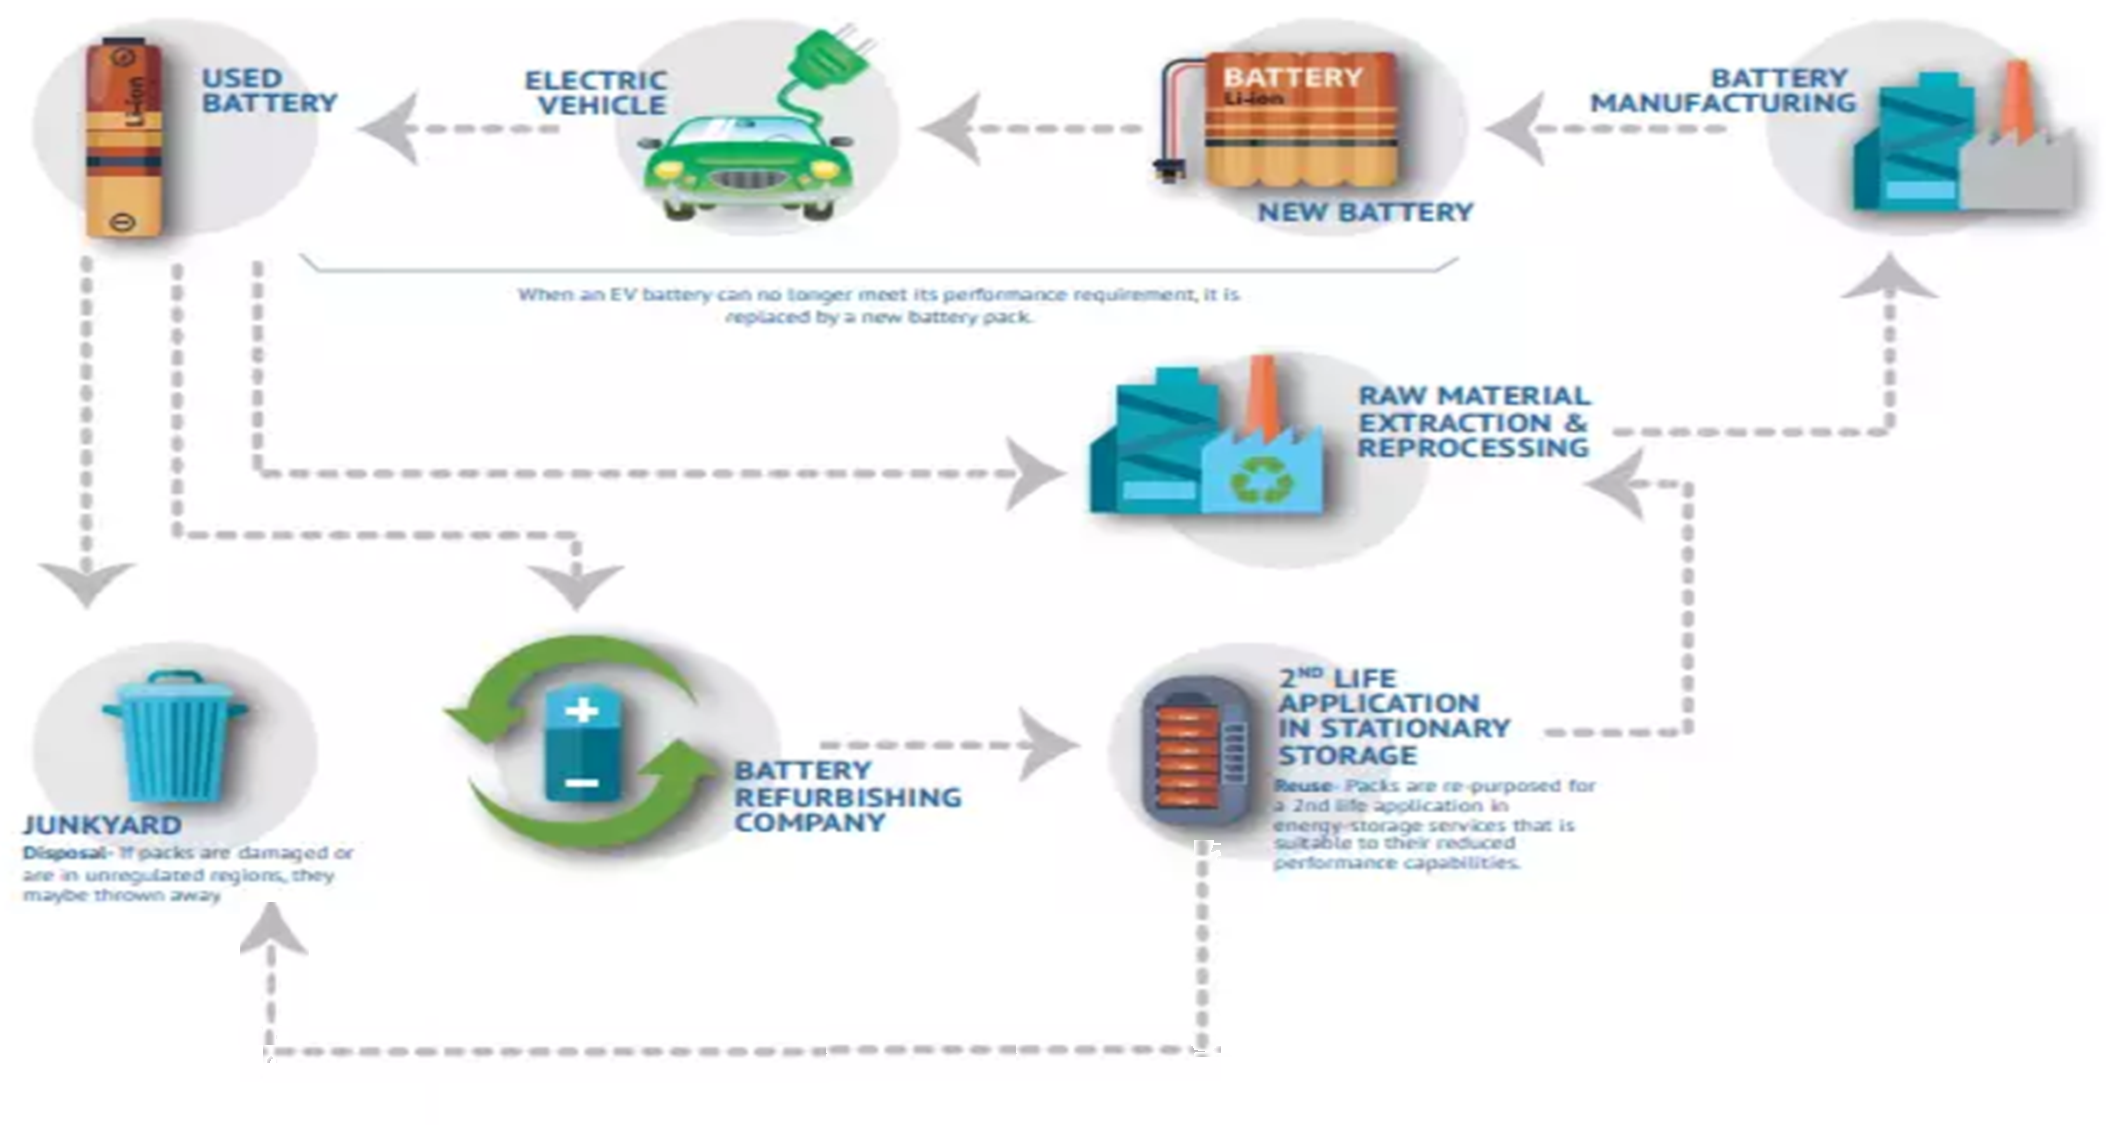 USED
BATTERY
Li-ion
ELECTRIC
VEHICLE
BATTERY
Li-ion
NEW BATTERY
BATTERY
MANUFACTURING
When an EV battery can no longer meet its performance requirement, it is
replaced by a new battery pack.
RAW MATERIAL
EXTRACTION &
REPROCESSING
JUNKYARD
Disposal- If packs are damaged or
are in unregulated regions, they
maybe thrown away
BATTERY
REFURBISHING
COMPANY
2ND LIFE
APPLICATION
IN STATIONARY
STORAGE
Reuse- Packs are re-purposed for
a 2nd life application in
energy-storage services that is
suitable to their reduced
performance capabilities.